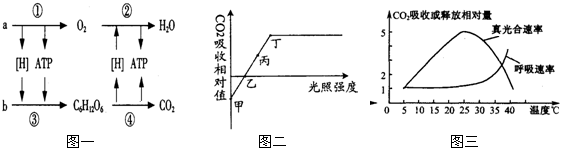 ① ②
a O₂ H₂O
[H] ATP [H] ATP
b C₆H₁₂O₆ CO₂
③ ④
图一
CO2吸收相对值
甲 乙 丙 丁
光照强度
图二
CO₂吸收或释放相对量
真光合速率
呼吸速率
5
2
1
5 10 15 20 25 30 35 40
温度℃
图三